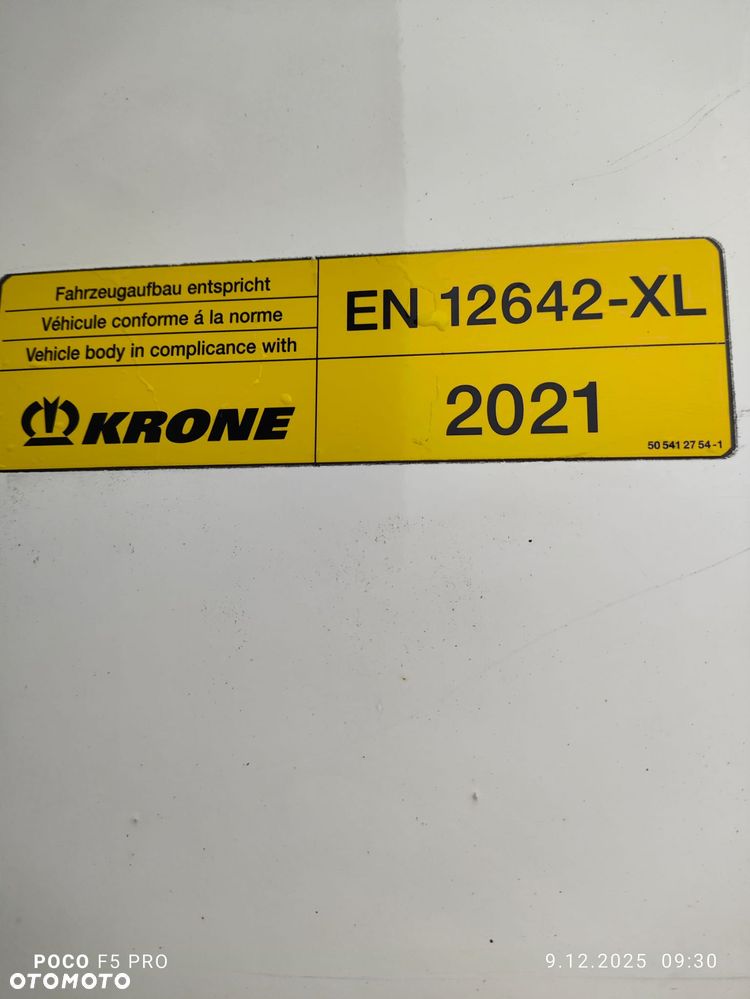 Fahrzeugaufbau entspricht
Véhicule conforme á la norme
Vehicle body in complicance with
EN 12642-XL
KRONE
2021
50 541 27 54 -1
POCO F5 PRO
9.12.2025 09:30
OTOMOTO